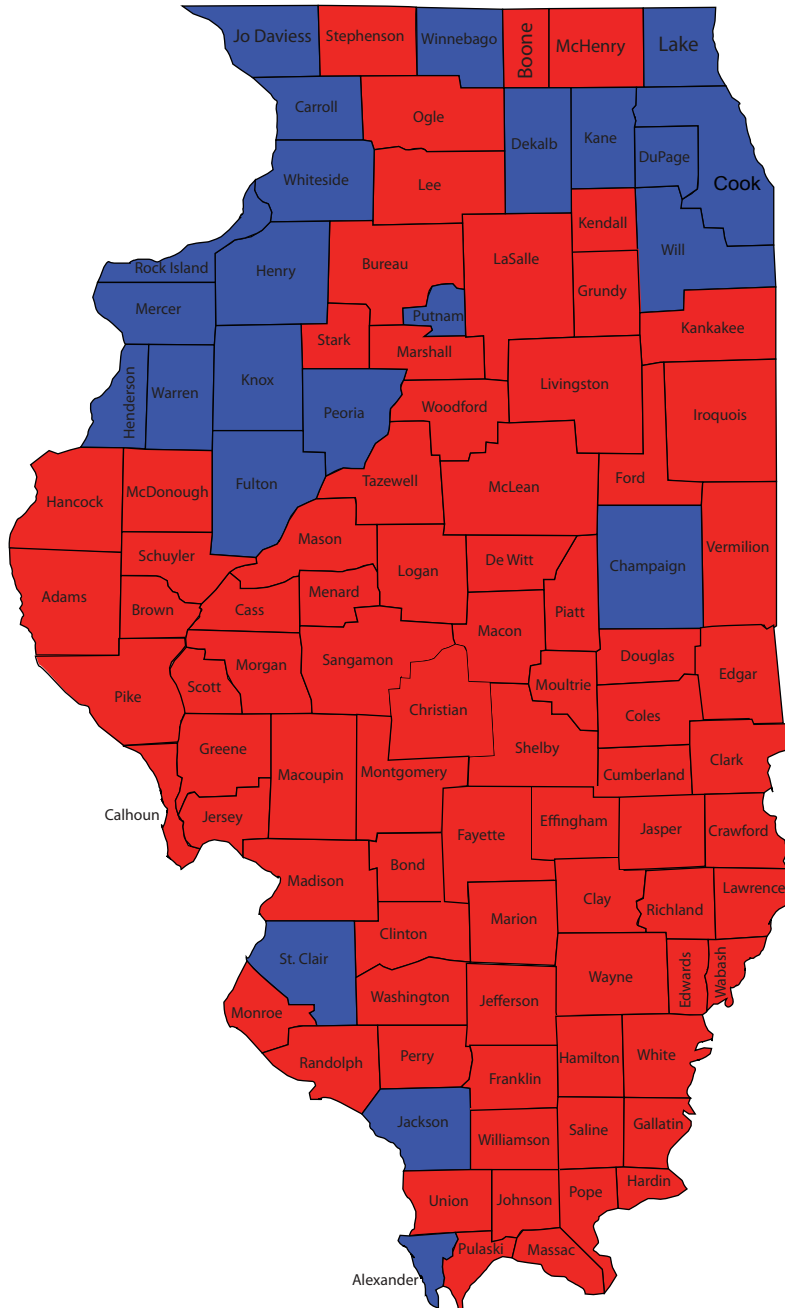 Jo Daviess
Stephenson
Winnebago
Boone
McHenry
Lake
Carroll
Ogle
Dekalb
Kane
DuPage
Cook
Whiteside
Lee
Kendall
Will
Rock Island
Henry
Bureau
LaSalle
Grundy
Mercer
Putnam
Kankakee
Stark
Marshall
Henderson
Warren
Knox
Peoria
Woodford
Livingston
Iroquois
Hancock
McDonough
Fulton
Tazewell
McLean
Ford
Mason
Schuyler
Logan
De Witt
Champaign
Vermilion
Adams
Brown
Cass
Menard
Macon
Piatt
Pike
Scott
Morgan
Sangamon
Christian
Moultrie
Douglas
Edgar
Coles
Greene
Macoupin
Montgomery
Shelby
Cumberland
Clark
Calhoun
Jersey
Fayette
Effingham
Jasper
Crawford
Madison
Bond
Clay
Richland
Lawrence
St. Clair
Clinton
Marion
Wayne
Edwards
Wabash
Monroe
Washington
Jefferson
Randolph
Perry
Franklin
Hamilton
White
Jackson
Williamson
Saline
Gallatin
Union
Johnson
Pope
Hardin
Alexander
Pulaski
Massac